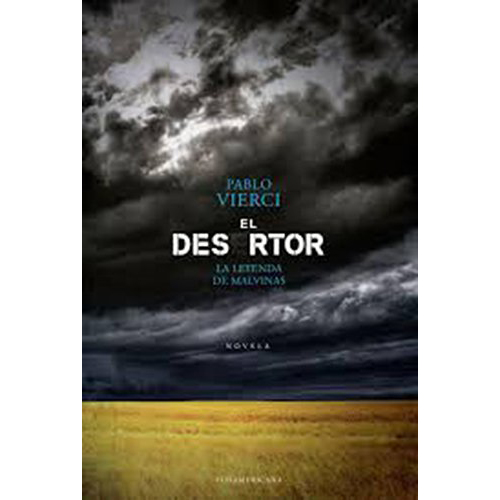 PABLO
VIERCI
EL
DES RTOR
LA LEYENDA
DE MALVINAS
NOVELA
SUDAMERICANA